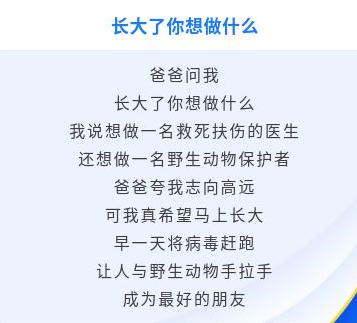 长大了你想做什么
爸爸问我
长大了你想做什么
我说想做一名救死扶伤的医生
还想做一名野生动物保护者
爸爸夸我志向高远
可我真希望马上长大
早一天将病毒赶跑
让人与野生动物手拉手
成为最好的朋友